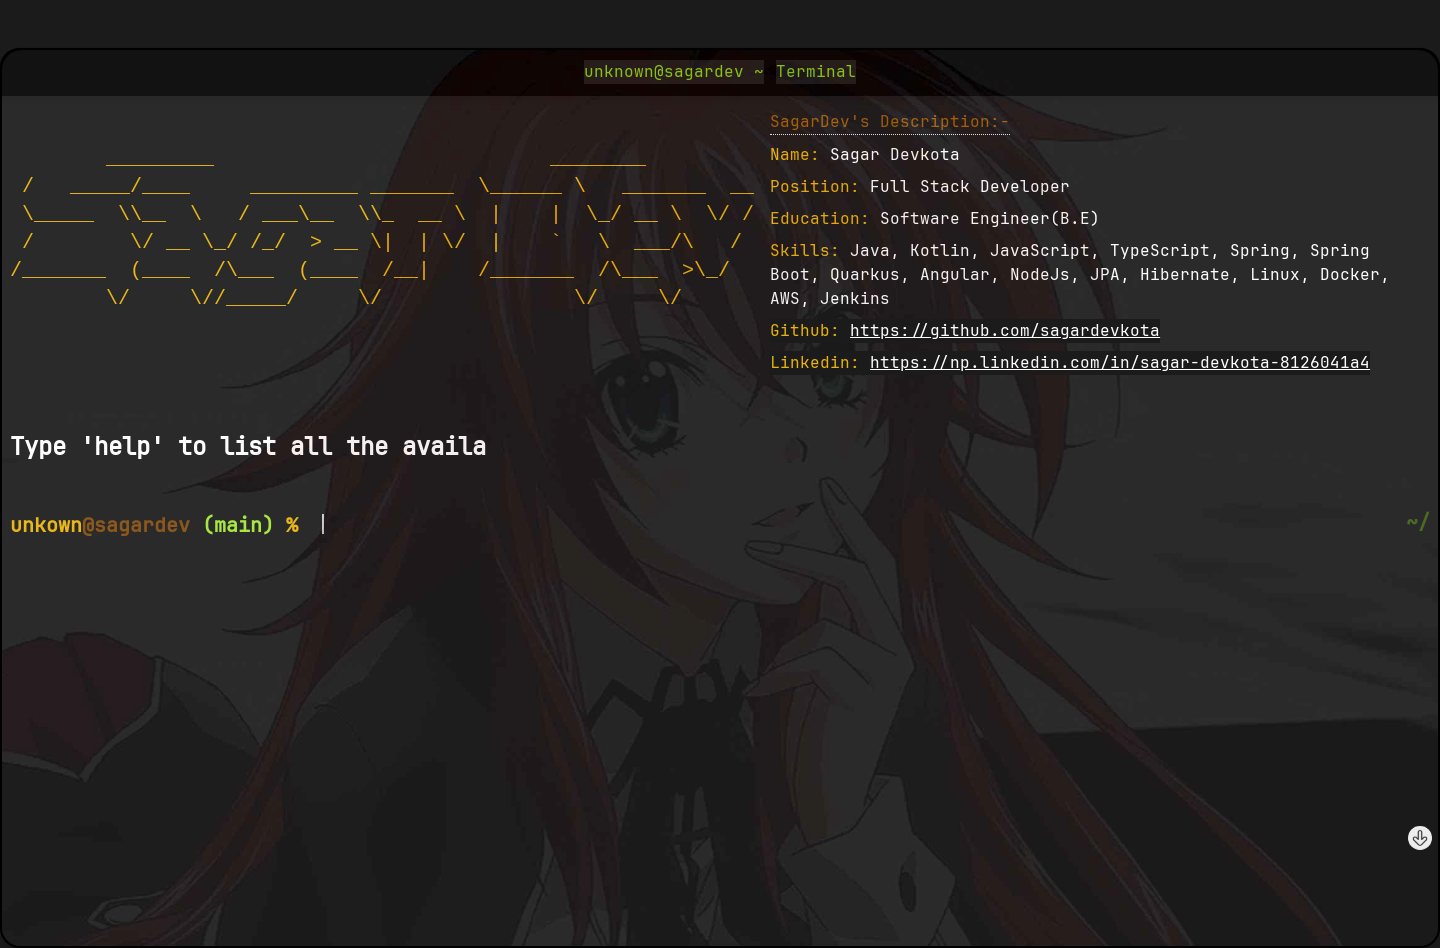 unknown@sagardev ~ Terminal
SagarDev's Description:-
Name: Sagar Devkota
Position: Full Stack Developer
Education: Software Engineer(B.E)
Skills: Java, Kotlin, JavaScript, TypeScript, Spring, Spring
Boot, Quarkus, Angular, NodeJs, JPA, Hibernate, Linux, Docker,
AWS, Jenkins
Github: https://github.com/sagardevkota
Linkedin: https://np.linkedin.com/in/sagar-devkota-8126041a4
Type 'help' to list all the availa
unkown@sagardev (main) % ~/